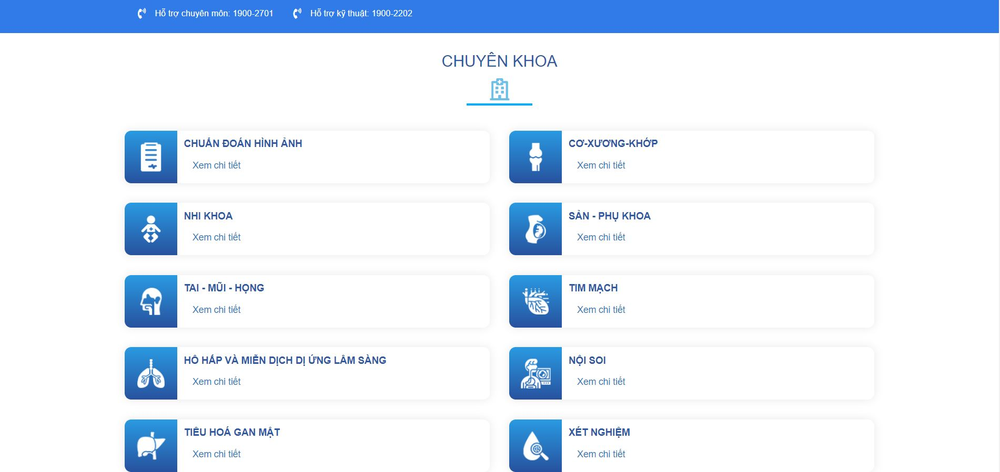 Hỗ trợ chuyên môn: 1900-2701
Hỗ trợ kỹ thuật: 1900-2202
CHUYÊN KHOA
CHUẨN ĐOÁN HÌNH ẢNH
Xem chi tiết
CƠ-XƯƠNG-KHỚP
Xem chi tiết
NHI KHOA
Xem chi tiết
SẢN - PHỤ KHOA
Xem chi tiết
TAI - MŨI - HỌNG
Xem chi tiết
TIM MẠCH
Xem chi tiết
HÔ HẤP VÀ MIỄN DỊCH DỊ ỨNG LÂM SÀNG
Xem chi tiết
NỘI SOI
Xem chi tiết
TIÊU HOÁ GAN MẬT
Xem chi tiết
XÉT NGHIỆM
Xem chi tiết